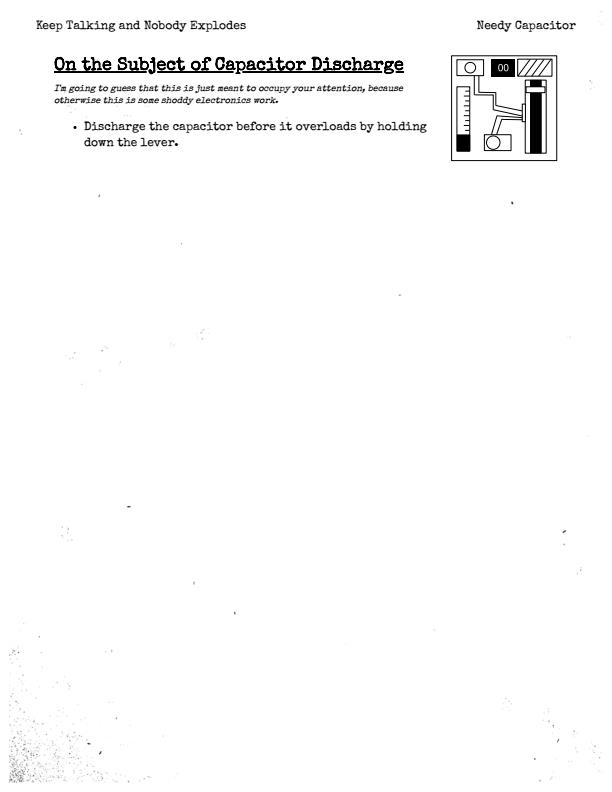 Keep Talking and Nobody Explodes
Needy Capacitor
On the Subject of Capacitor Discharge
I'm going to guess that this is just meant to occupy your attention, because
otherwise this is some shoddy electronics work.
• Discharge the capacitor before it overloads by holding
down the lever.
00